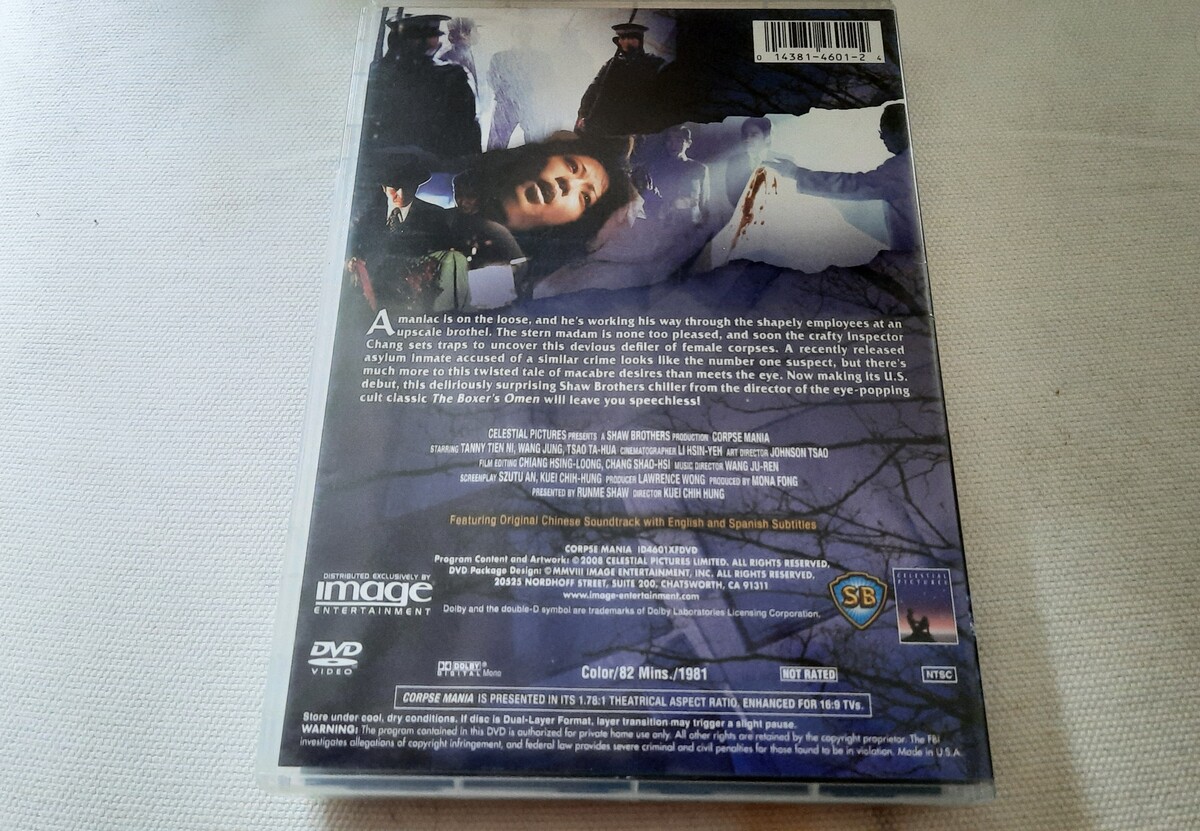 0 14381-4601-2 4
A maniac is on the loose, and he's working his way through the shapely employees at an
upscale brothel. The stern madam is none too pleased, and soon the crafty inspector
Chang sets traps to uncover this devious defiler of female corpses. A recently released
asylum inmate accused of a similar crime looks like the number one suspect, but there's
much more to this twisted tale of macabre desires than meets the eye. Now making its U.S.
debut, this deliriously surprising Shaw Brothers chiller from the director of the eye-popping
cult classic The Boxer's Omen will leave you speechless!
CELESTIAL PICTURES PRESENTS A SHAW BROTHERS PRODUCTION CORPSE MANIA
STARRING TANNY TIEN NI, WANG JUNG, TSAO TA-HUA CINEMATOGRAPHER LI HSIN-YEH ART DIRECTOR JOHNSON TSAO
FILM EDITING CHIANG HSING-LOONG, CHANG SHAO-HSI MUSIC DIRECTOR WANG JU-REN
SCREENPLAY SZUTU AN, KUEI CHIH-HUNG PRODUCER LAWRENCE WONG PRODUCED BY MONA FONG
PRESENTED BY RUNME SHAW DIRECTOR KUEI CHIH HUNG
Featuring Original Chinese Soundtrack with English and Spanish Subtitles
CORPSE MANIA ID4601XFDVD
Program Content and Artwork: © 2008 CELESTIAL PICTURES LIMITED. ALL RIGHTS RESERVED.
DVD Package Design: © MMVIII IMAGE ENTERTAINMENT, INC. ALL RIGHTS RESERVED.
20525 NORDHOFF STREET, SUITE 200, CHATSWORTH, CA 91311
www.image-entertainment.com
Dolby and the double-D symbol are trademarks of Dolby Laboratories Licensing Corporation.
DISTRIBUTED EXCLUSIVELY BY
image
ENTERTAINMENT
SB
CELESTIAL
PICTURES
DVD
VIDEO
DOLBY
DIGITAL Mono
Color/82 Mins./1981
NOT RATED
NTSC
CORPSE MANIA IS PRESENTED IN ITS 1.78:1 THEATRICAL ASPECT RATIO. ENHANCED FOR 16:9 TVs.
Store under cool, dry conditions. If disc is Dual-Layer Format, layer transition may trigger a slight pause.
WARNING: The program contained in this DVD is authorized for private home use only. All other rights are retained by the copyright proprietor. The FBI
investigates allegations of copyright infringement, and federal law provides severe criminal and civil penalties for those found to be in violation. Made in U.S.A.